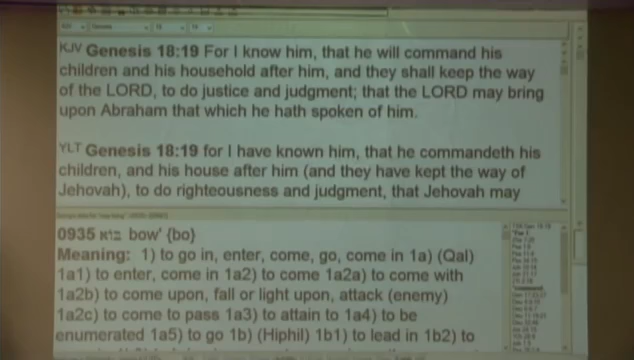 KJV Genesis 18:19 For I know him, that he will command his
children and his household after him, and they shall keep the way
of the LORD, to do justice and judgment; that the LORD may bring
upon Abraham that which he hath spoken of him.
YLT Genesis 18:19 for I have known him, that he commandeth his
children, and his house after him (and they have kept the way of
Jehovah), to do righteousness and judgment, that Jehovah may
0935 בוא bow' {bo}
Meaning: 1) to go in, enter, come, go, come in 1a) (Qal)
1a1) to enter, come in 1a2) to come 1a2a) to come with
1a2b) to come upon, fall or light upon, attack (enemy)
1a2c) to come to pass 1a3) to attain to 1a4) to be
enumerated 1a5) to go 1b) (Hiphil) 1b1) to lead in 1b2) to